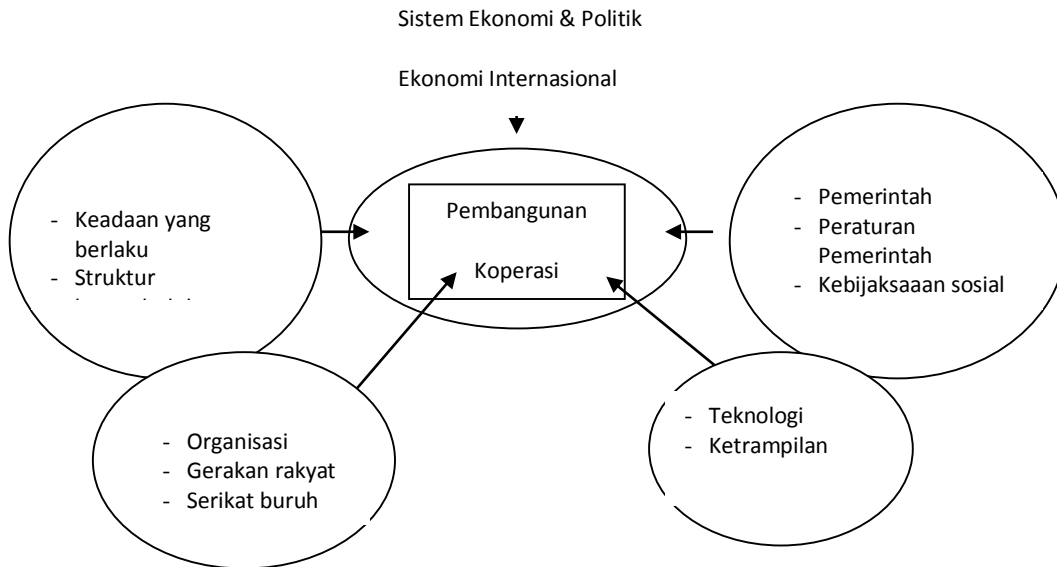 Sistem Ekonomi & Politik
Ekonomi Internasional
Pembangunan
Koperasi
- Keadaan yang
berlaku
- Struktur
- Pemerintah
- Peraturan
Pemerintah
- Kebijaksaaan sosial
- Organisasi
- Gerakan rakyat
- Serikat buruh
- Teknologi
- Ketrampilan